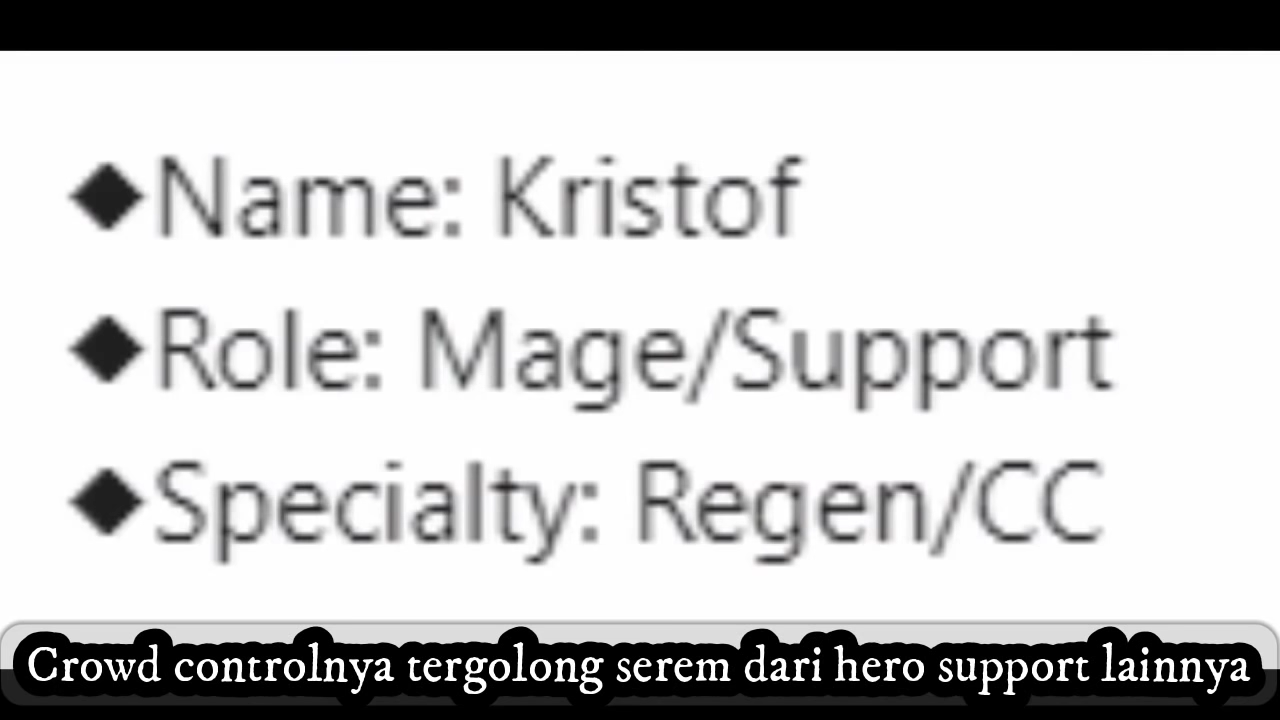 ◆Name: Kristof
◆Role: Mage/Support
◆Specialty: Regen/CC
Crowd controlnya tergolong serem dari hero support lainnya